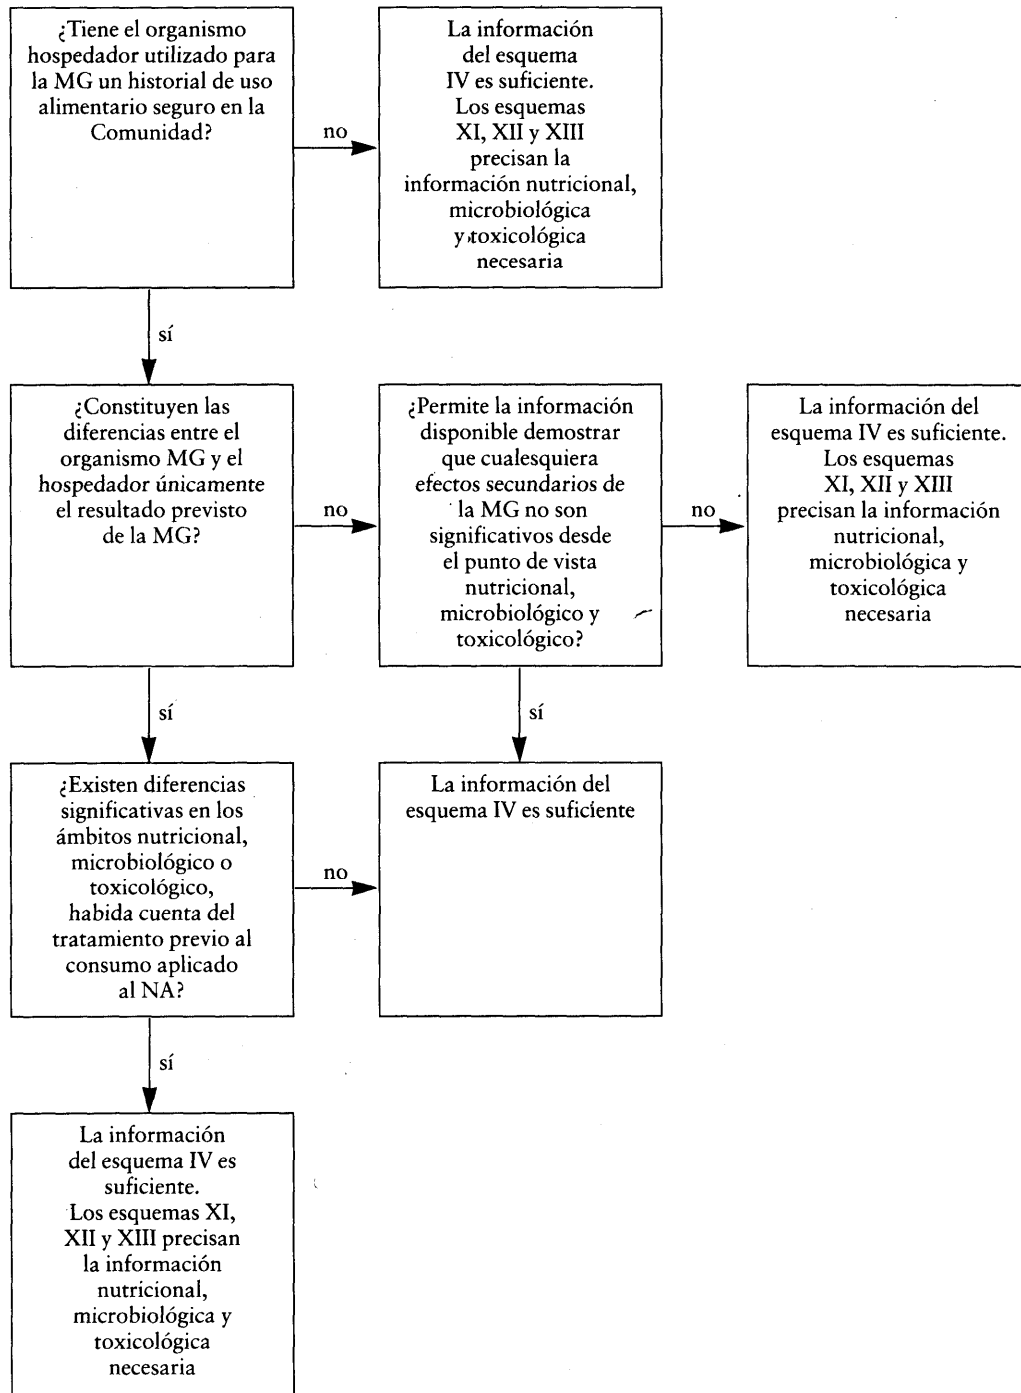 ¿Tiene el organismo
hospedador utilizado para
la MG un historial de uso
alimentario seguro en la
Comunidad?
no
La información
del esquema
IV es suficiente.
Los esquemas
XI, XII y XIII
precisan la
información nutricional,
microbiológica
y toxicológica
necesaria
sí
¿Constituyen las
diferencias entre el
organismo MG y el
hospedador únicamente
el resultado previsto
de la MG?
no
¿Permite la información
disponible demostrar
que cualesquiera
efectos secundarios de
la MG no son
significativos desde
el punto de vista
nutricional,
microbiológico y
toxicológico?
no
La información del
esquema IV es suficiente.
Los esquemas
XI, XII y XIII
precisan la información
nutricional,
microbiológica y
toxicológica
necesaria
sí
sí
¿Existen diferencias
significativas en los
ámbitos nutricional,
microbiológico o
toxicológico,
habida cuenta del
tratamiento previo al
consumo aplicado
al NA?
no
La información del
esquema IV es suficiente
sí
La información
del esquema IV es
suficiente.
Los esquemas XI,
XII y XIII precisan
la información
nutricional,
microbiológica y
toxicológica
necesaria